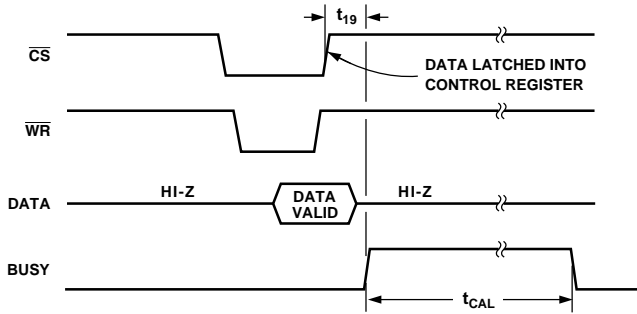 t19
CS
DATA LATCHED INTO
CONTROL REGISTER
WR
HI-Z
DATA
VALID
HI-Z
DATA
BUSY
tCAL